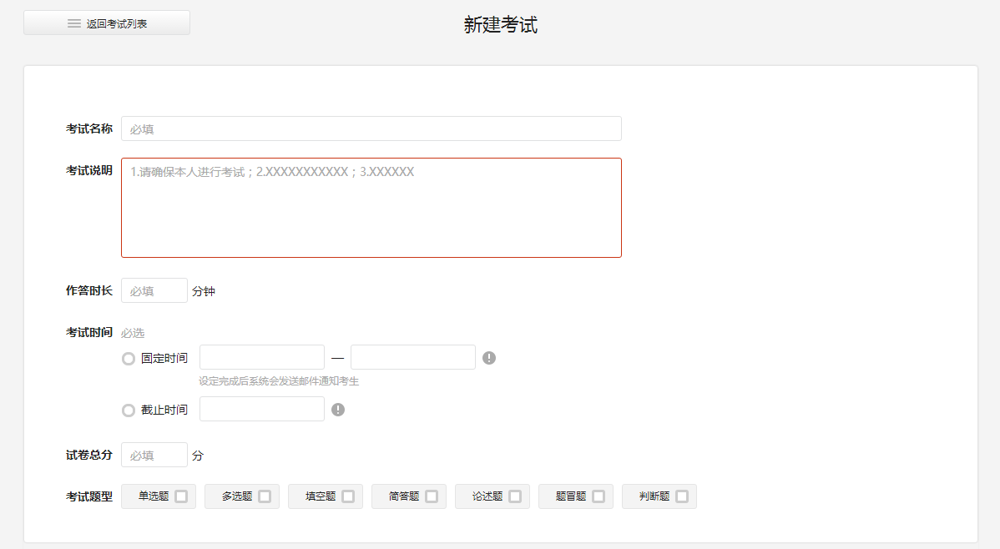 返回考试列表
新建考试
考试名称 必填
考试说明 1.请确保本人进行考试；2.XXXXXXXXXXX；3.XXXXXX
作答时长 必填 分钟
考试时间 必选
固定时间 —
设定完成后系统会发送邮件通知考生
截止时间
试卷总分 必填 分
考试题型 单选题 多选题 填空题 简答题 论述题 题冒题 判断题